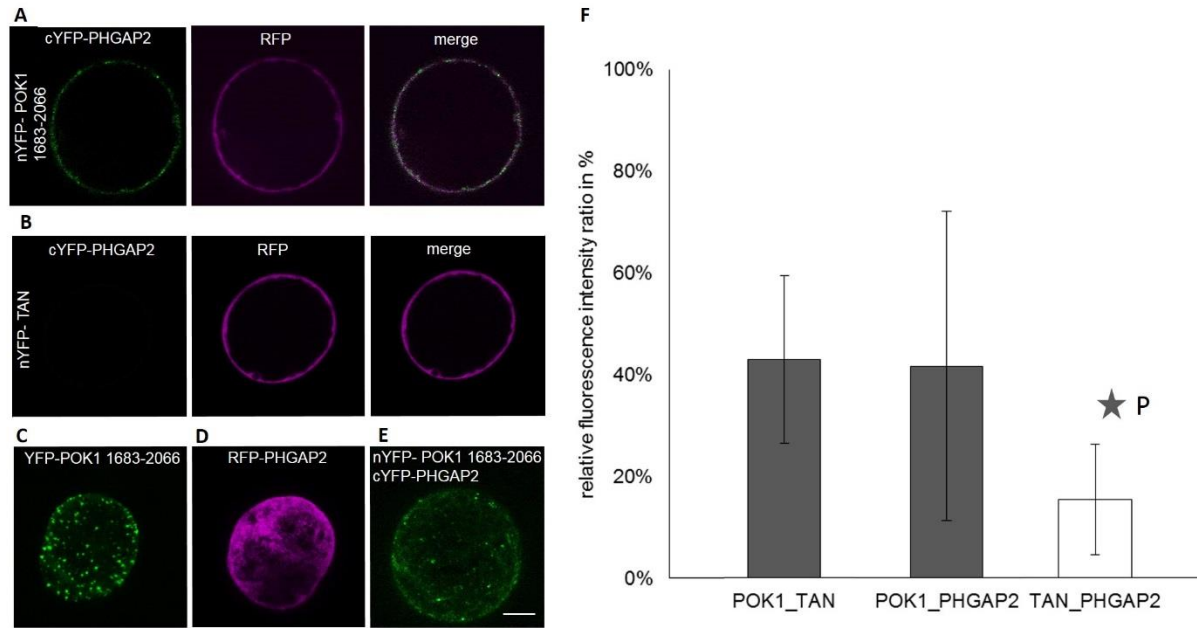 A
cYFP-PHGAP2
RFP
merge
nYFP- POK1
1683-2066
B
cYFP-PHGAP2
RFP
merge
nYFP- TAN
C
YFP-POK1 1683-2066
D
RFP-PHGAP2
E
nYFP- POK1 1683-2066
cYFP-PHGAP2
F
relative fluorescence intensity ratio in %
100%
80%
60%
40%
20%
0%
P
POK1_TAN
POK1_PHGAP2
TAN_PHGAP2